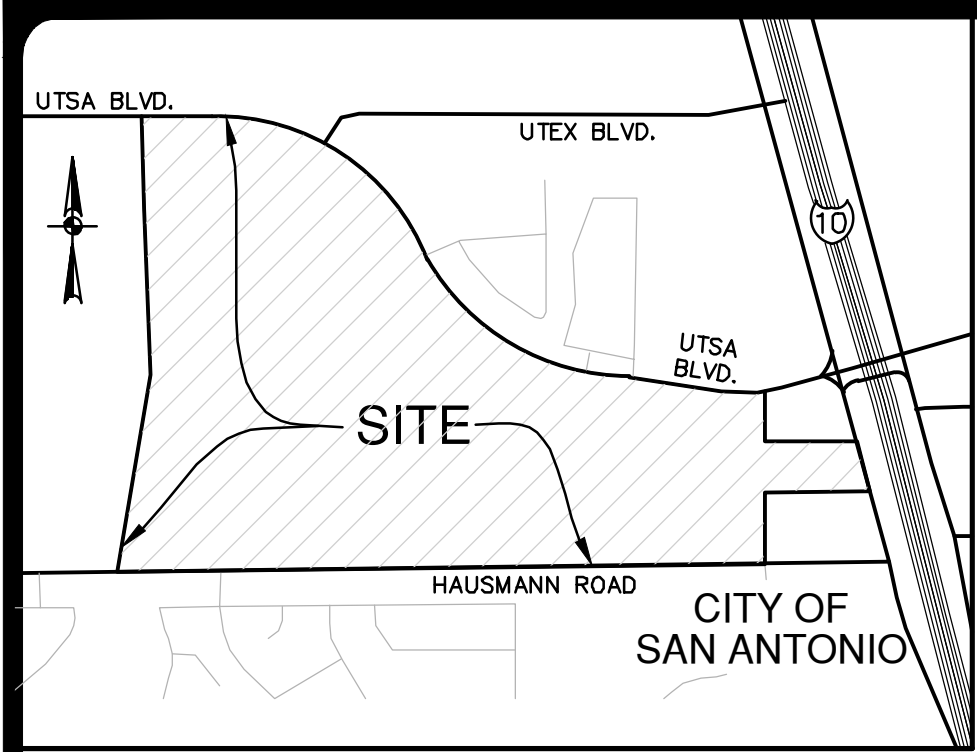 UTSA BLVD.
UTEX BLVD.
10
UTSA
BLVD.
SITE
HAUSMANN ROAD
CITY OF
SAN ANTONIO